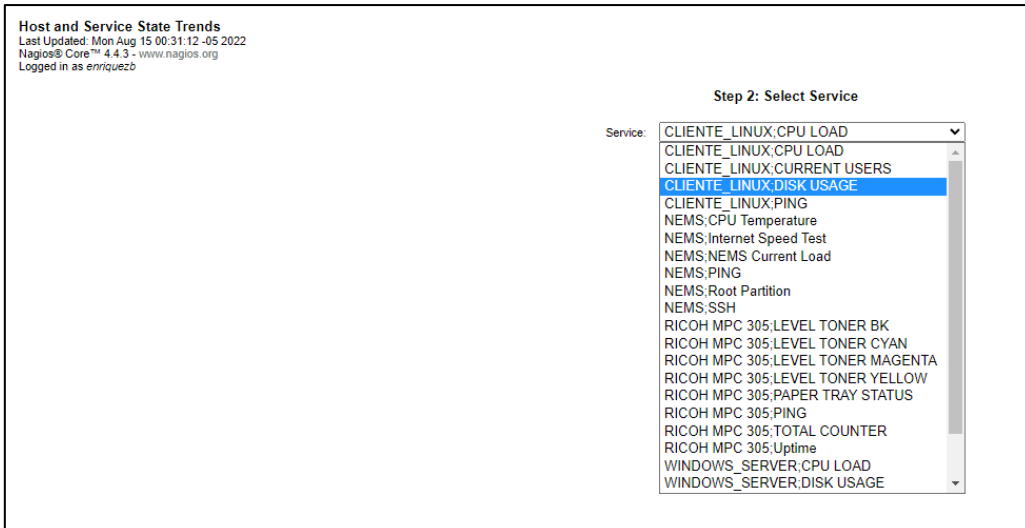 Host and Service State Trends
Last Updated: Mon Aug 15 00:31:12 -05 2022
Nagios® Core™ 4.4.3 - www.nagios.org
Logged in as enriquezb
Step 2: Select Service
Service: CLIENTE_LINUX;CPU LOAD
CLIENTE_LINUX;CPU LOAD
CLIENTE_LINUX;CURRENT USERS
CLIENTE_LINUX;DISK USAGE
CLIENTE_LINUX;PING
NEMS;CPU Temperature
NEMS;Internet Speed Test
NEMS;NEMS Current Load
NEMS;PING
NEMS;Root Partition
NEMS;SSH
RICOH MPC 305;LEVEL TONER BK
RICOH MPC 305;LEVEL TONER CYAN
RICOH MPC 305;LEVEL TONER MAGENTA
RICOH MPC 305;LEVEL TONER YELLOW
RICOH MPC 305;PAPER TRAY STATUS
RICOH MPC 305;PING
RICOH MPC 305;TOTAL COUNTER
RICOH MPC 305;Uptime
WINDOWS_SERVER;CPU LOAD
WINDOWS_SERVER;DISK USAGE